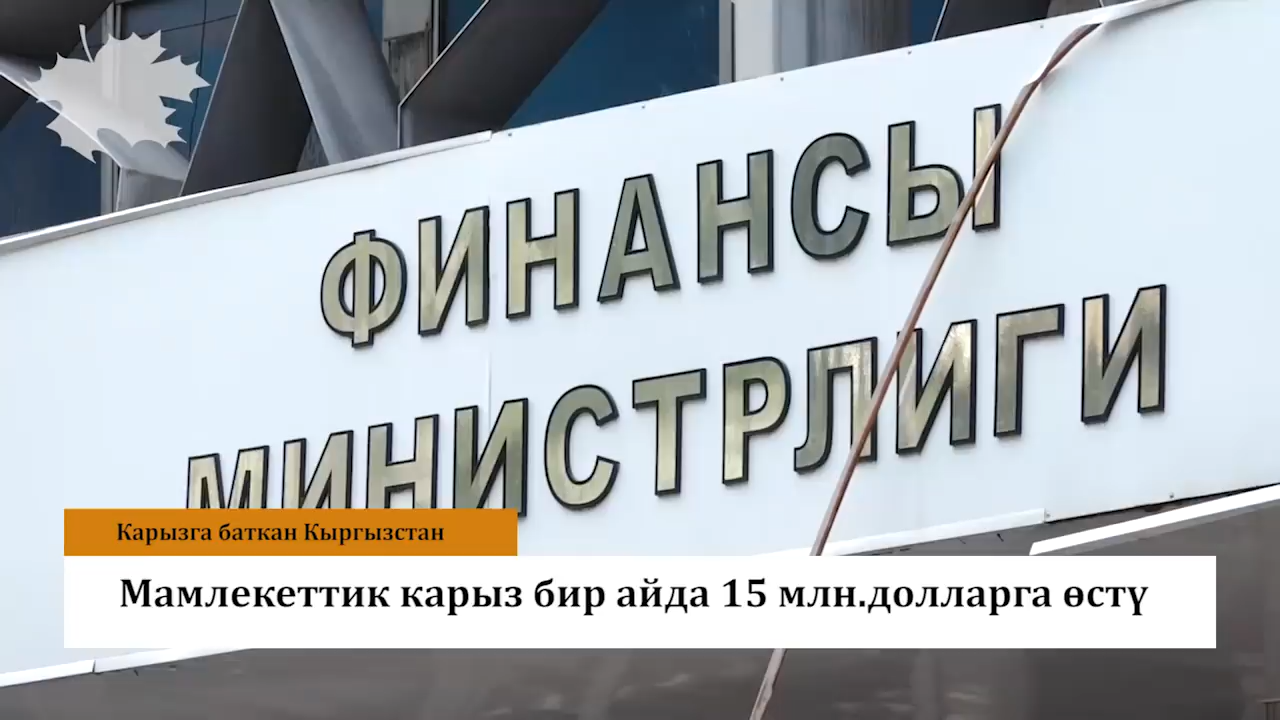 ФИНАНСЫ
МИНИСТРЛИГИ
Карызга баткан Кыргызстан
Мамлекеттик карыз бир айда 15 млн.долларга өстү